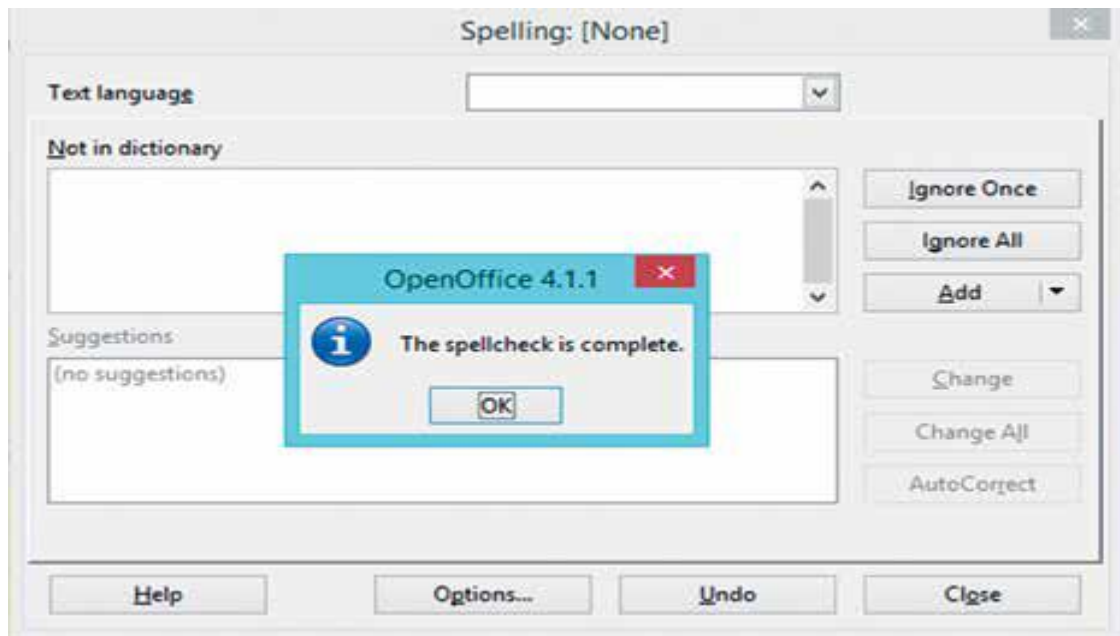 Spelling: [None]
Text language
Not in dictionary
Ignore Once
Ignore All
Add
OpenOffice 4.1.1
The spellcheck is complete.
OK
Suggestions
(no suggestions)
Change
Change All
AutoCorrect
Help
Options...
Undo
Close